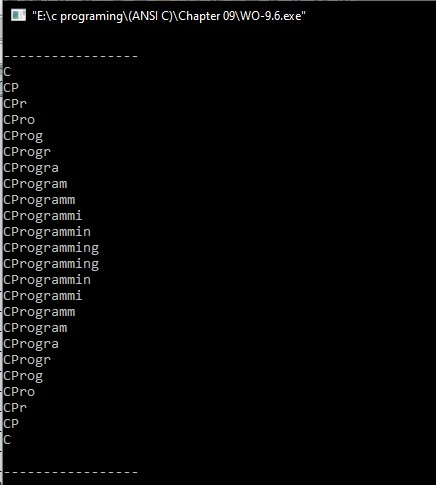 "E:\c programing\(ANSI C)\Chapter 09\WO-9.6.exe"
-----------------
C
CP
CPr
CPro
CProg
CProgr
CProgra
CProgram
CProgramm
CProgrammi
CProgrammin
CProgramming
CProgramming
CProgrammin
CProgrammi
CProgramm
CProgram
CProgra
CProgr
CProg
CPro
CPr
CP
C
-----------------